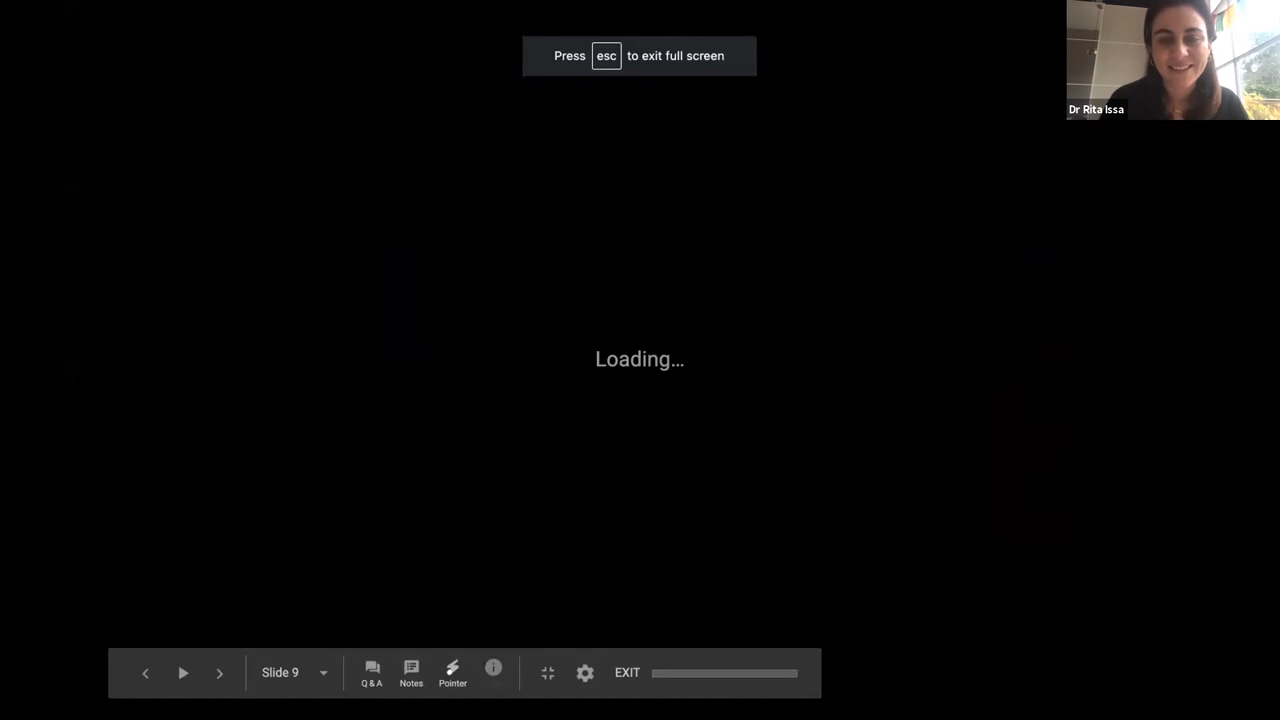 Press esc to exit full screen
Dr Rita Issa
Loading...
Slide 9
Q & A
Notes
Pointer
EXIT